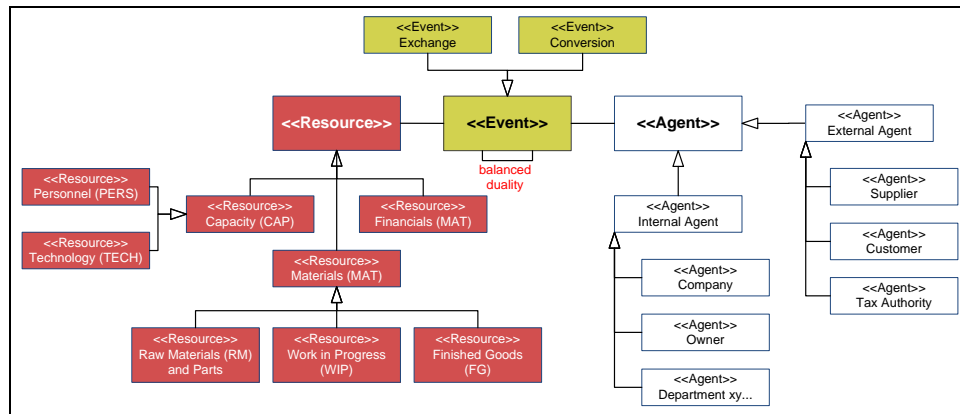 <<Event>>
Exchange
<<Event>>
Conversion
<<Resource>>
<<Event>>
<<Agent>>
<<Agent>>
External Agent
balanced
duality
<<Resource>>
Personnel (PERS)
<<Resource>>
Capacity (CAP)
<<Resource>>
Financials (MAT)
<<Agent>>
Internal Agent
<<Agent>>
Supplier
<<Resource>>
Technology (TECH)
<<Resource>>
Materials (MAT)
<<Agent>>
Customer
<<Agent>>
Company
<<Agent>>
Tax Authority
<<Resource>>
Raw Materials (RM)
and Parts
<<Resource>>
Work in Progress
(WIP)
<<Resource>>
Finished Goods
(FG)
<<Agent>>
Owner
<<Agent>>
Department xy...